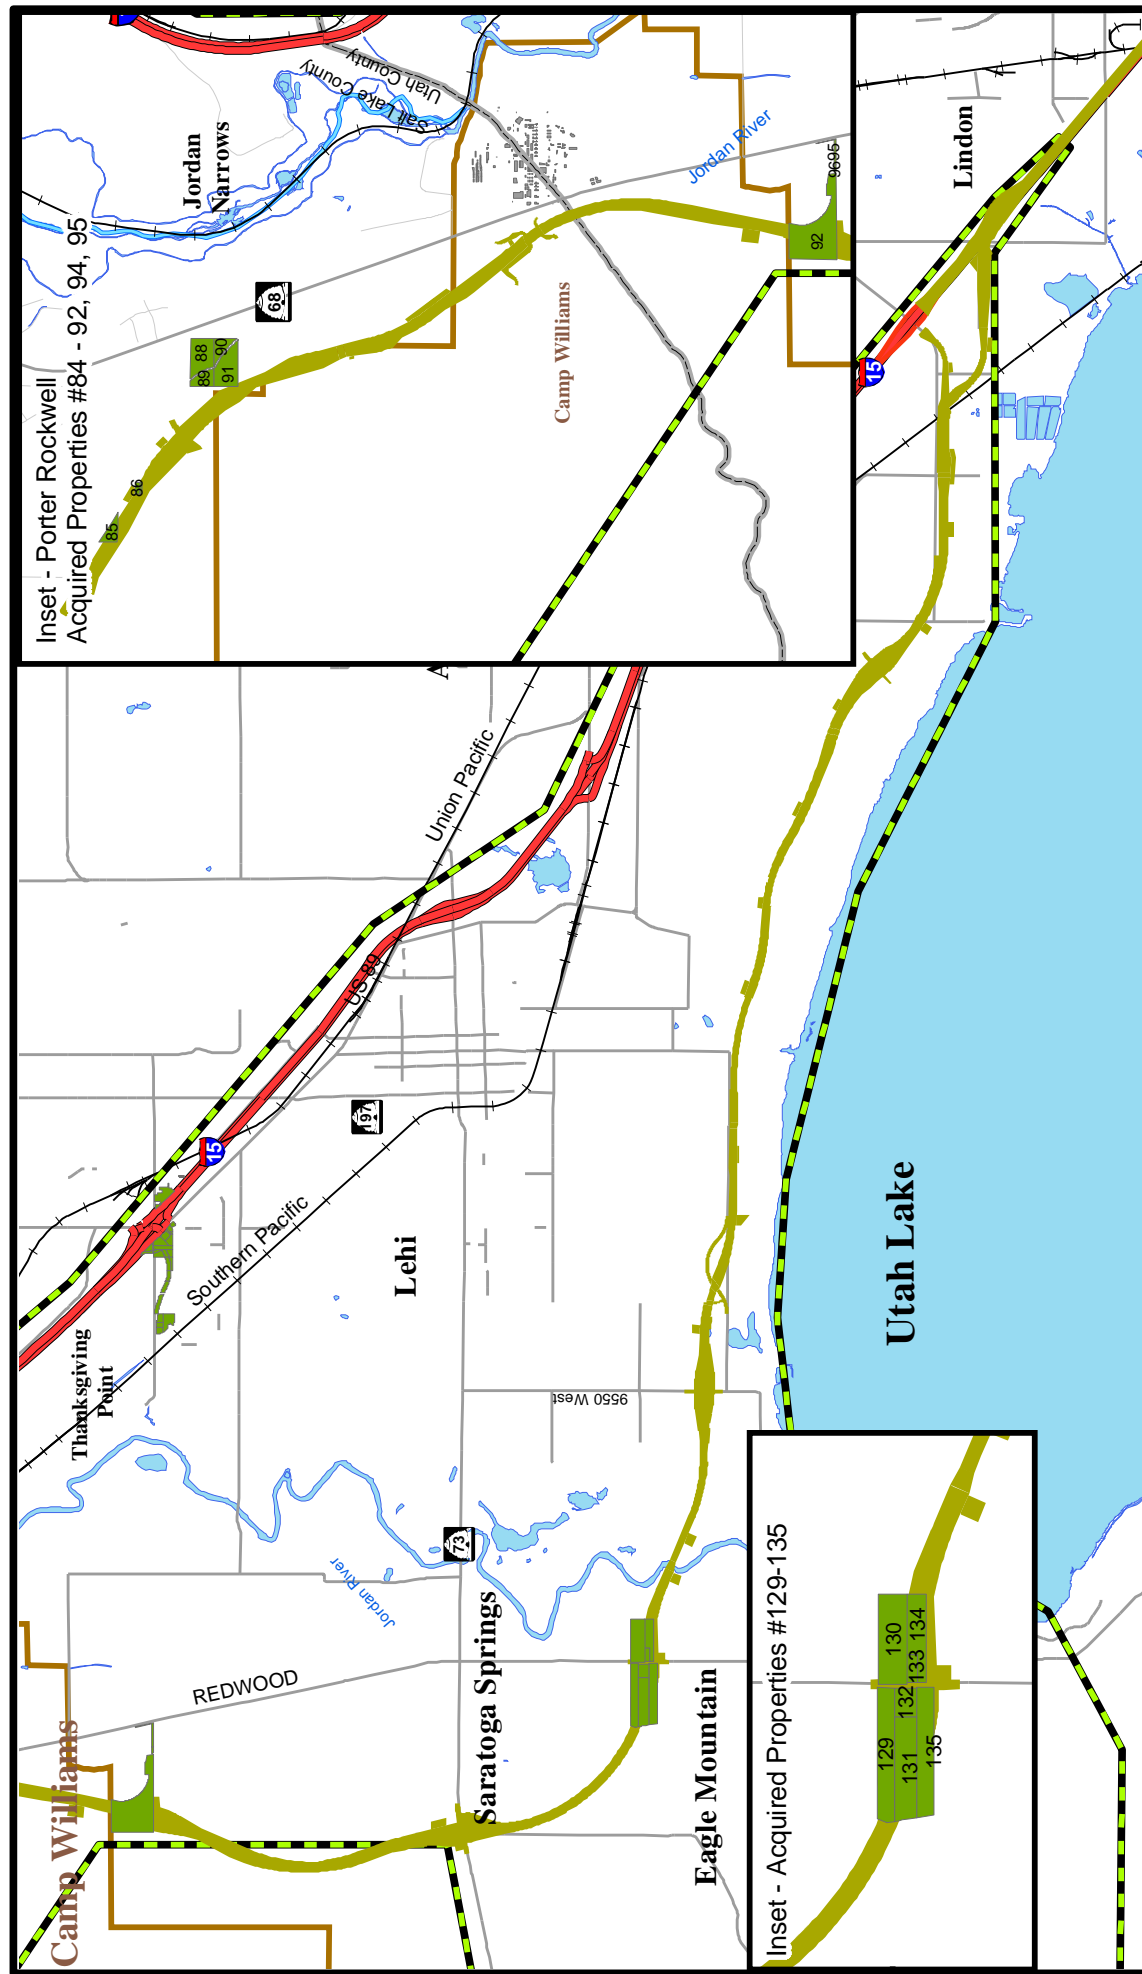 Inset - Porter Rockwell
Acquired Properties #84 - 92, 94, 95
85
86
89
88
91
90
68
Jordan
Narrows
Salt Lake County
Utah County
Camp Williams
Jordan River
92
9695
Lindon
15
Union Pacific
US 89
15
197
Southern Pacific
Thanksgiving
Point
Lehi
9550 West
Utah Lake
Jordan River
73
REDWOOD
Saratoga Springs
Camp Williams
Eagle Mountain
Inset - Acquired Properties #129-135
129
130
131
132
133
134
135